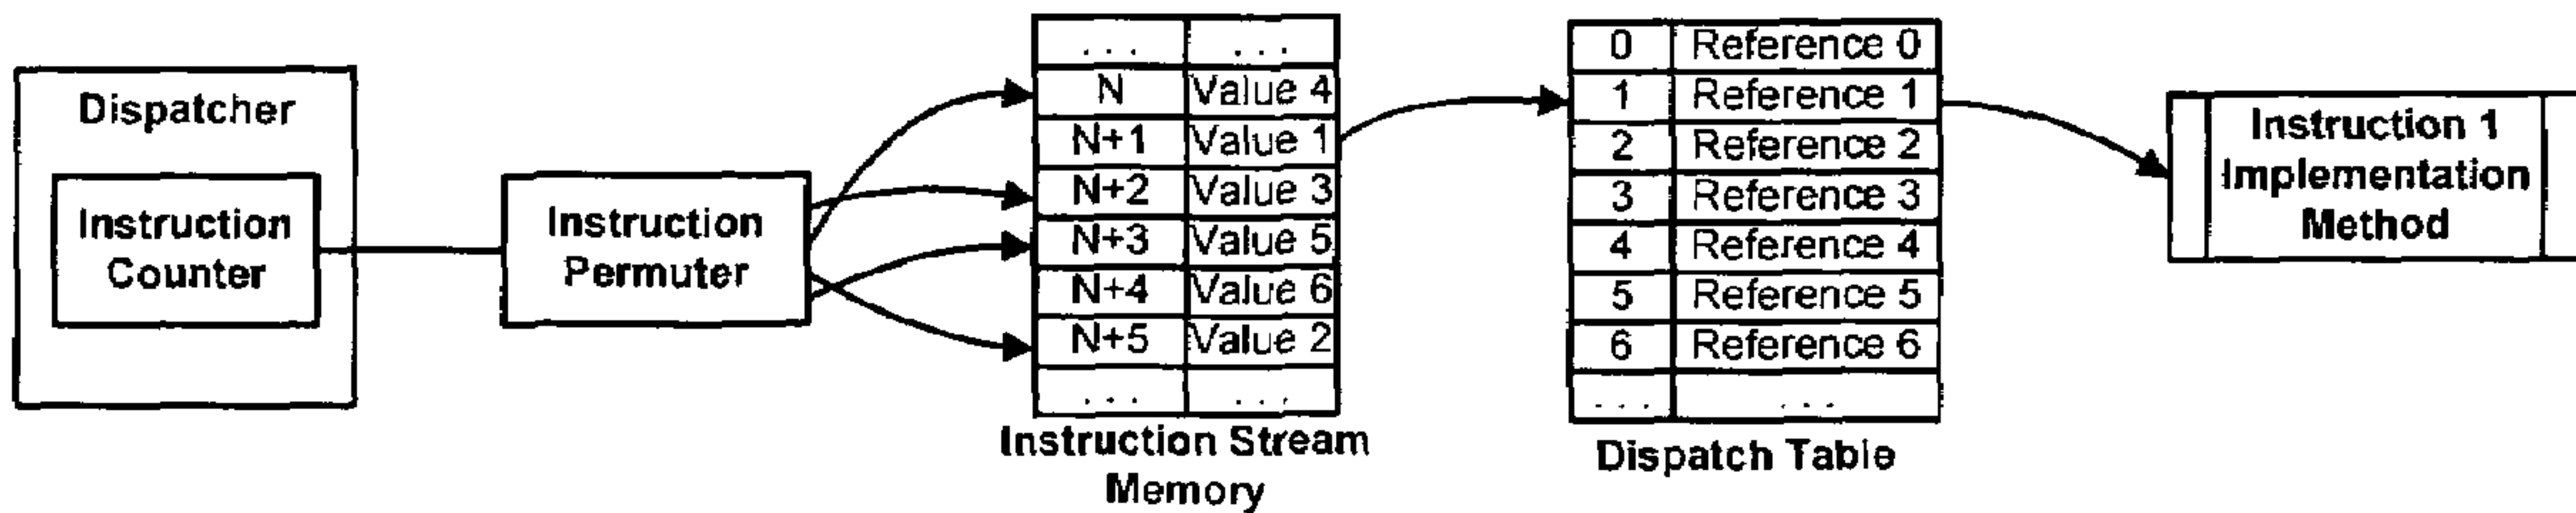 Dispatcher
Instruction
Counter
Instruction
Permuter
. . . . . .
N Value 4
N+1 Value 1
N+2 Value 3
N+3 Value 5
N+4 Value 6
N+5 Value 2
. . . . . .
Instruction Stream
Memory
0 Reference 0
1 Reference 1
2 Reference 2
3 Reference 3
4 Reference 4
5 Reference 5
6 Reference 6
. . . . . .
Dispatch Table
Instruction 1
Implementation
Method